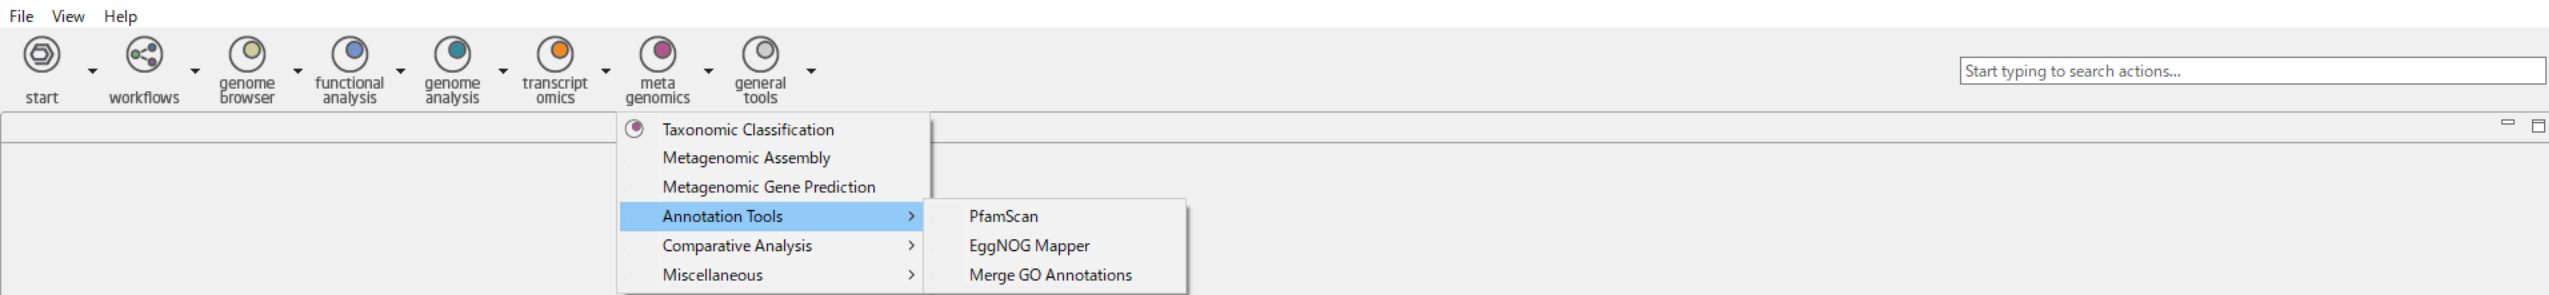 File View Help
start workflows genome browser functional analysis genome analysis transcript omics meta genomics general tools
Start typing to search actions...
Taxonomic Classification
Metagenomic Assembly
Metagenomic Gene Prediction
Annotation Tools
PfamScan
Comparative Analysis
EggNOG Mapper
Miscellaneous
Merge GO Annotations